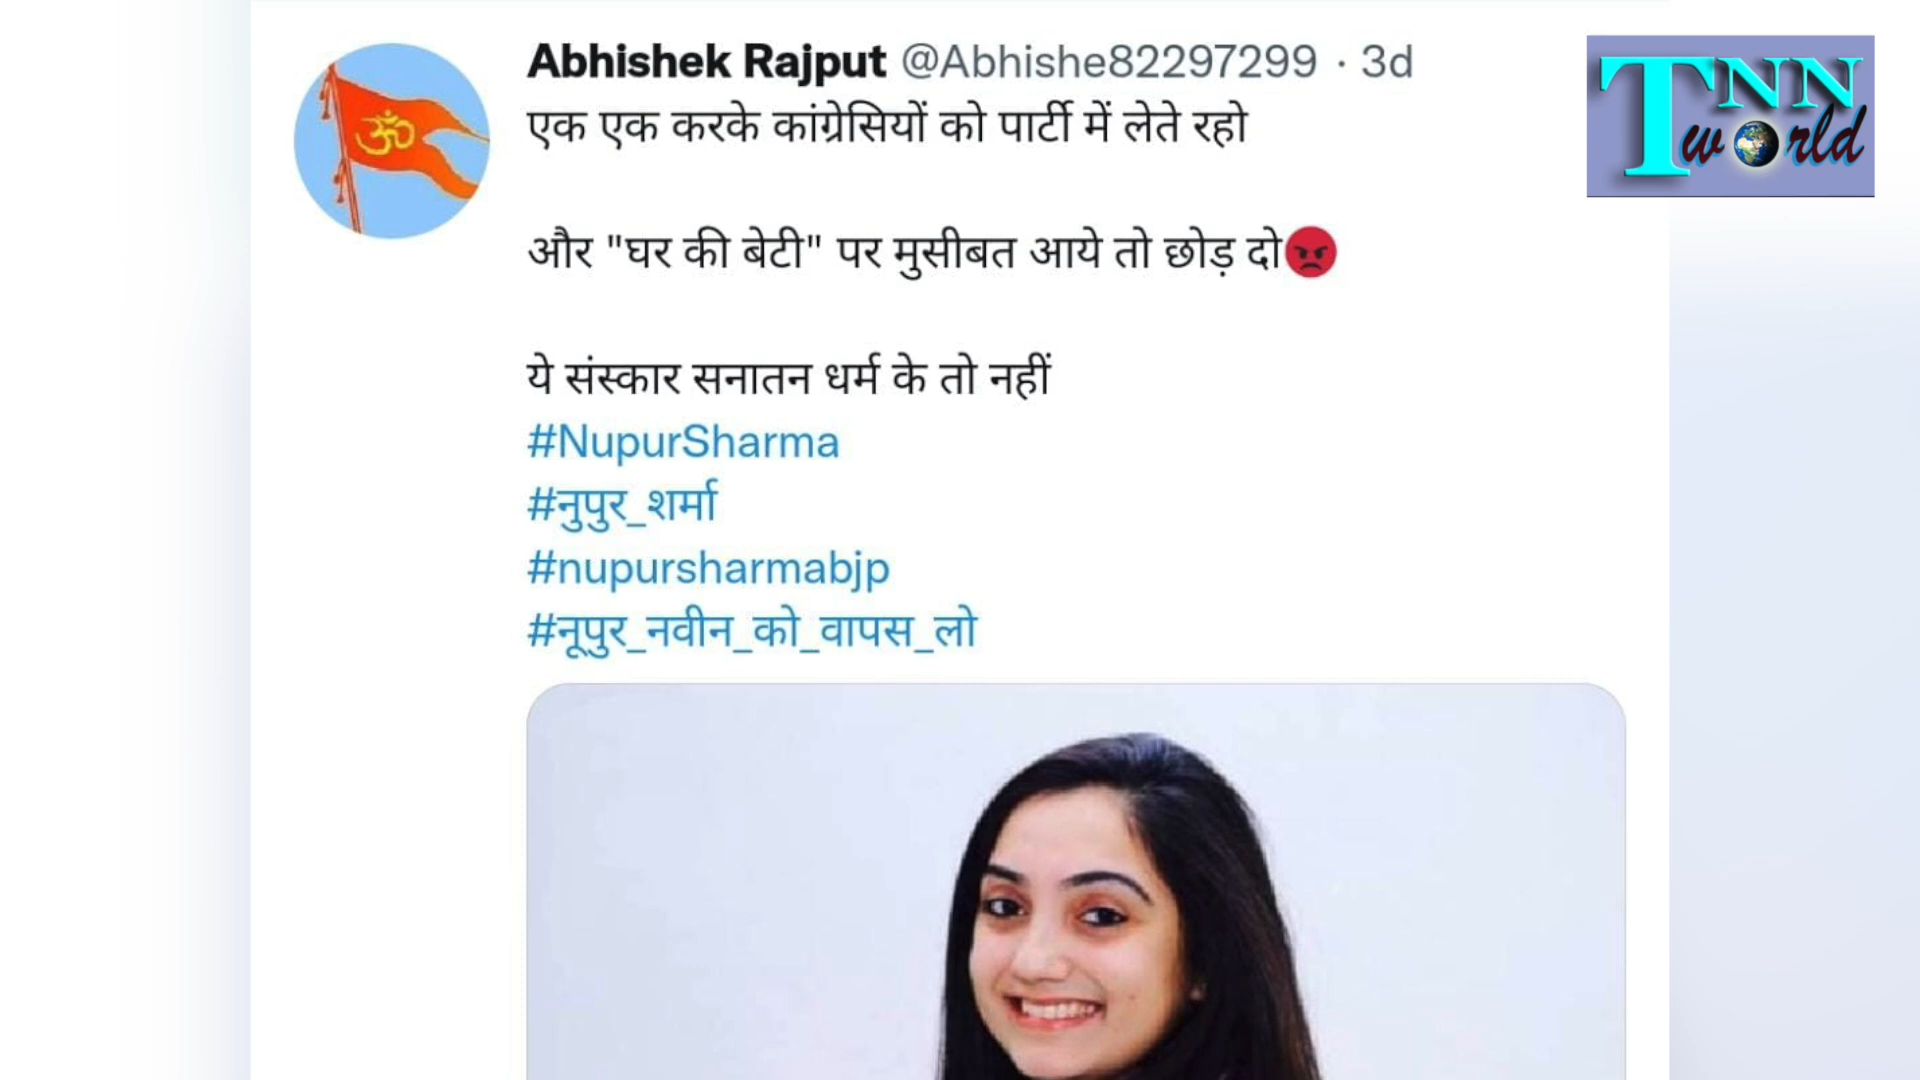 Abhishek Rajput @Abhishe82297299 · 3d
एक एक करके कांग्रेसियों को पार्टी में लेते रहो
और "घर की बेटी" पर मुसीबत आये तो छोड़ दो😡
ये संस्कार सनातन धर्म के तो नहीं
#NupurSharma
#नुपुर_शर्मा
#nupursharmabjp
#नूपुर_नवीन_को_वापस_लो
TNN
World
ॐ